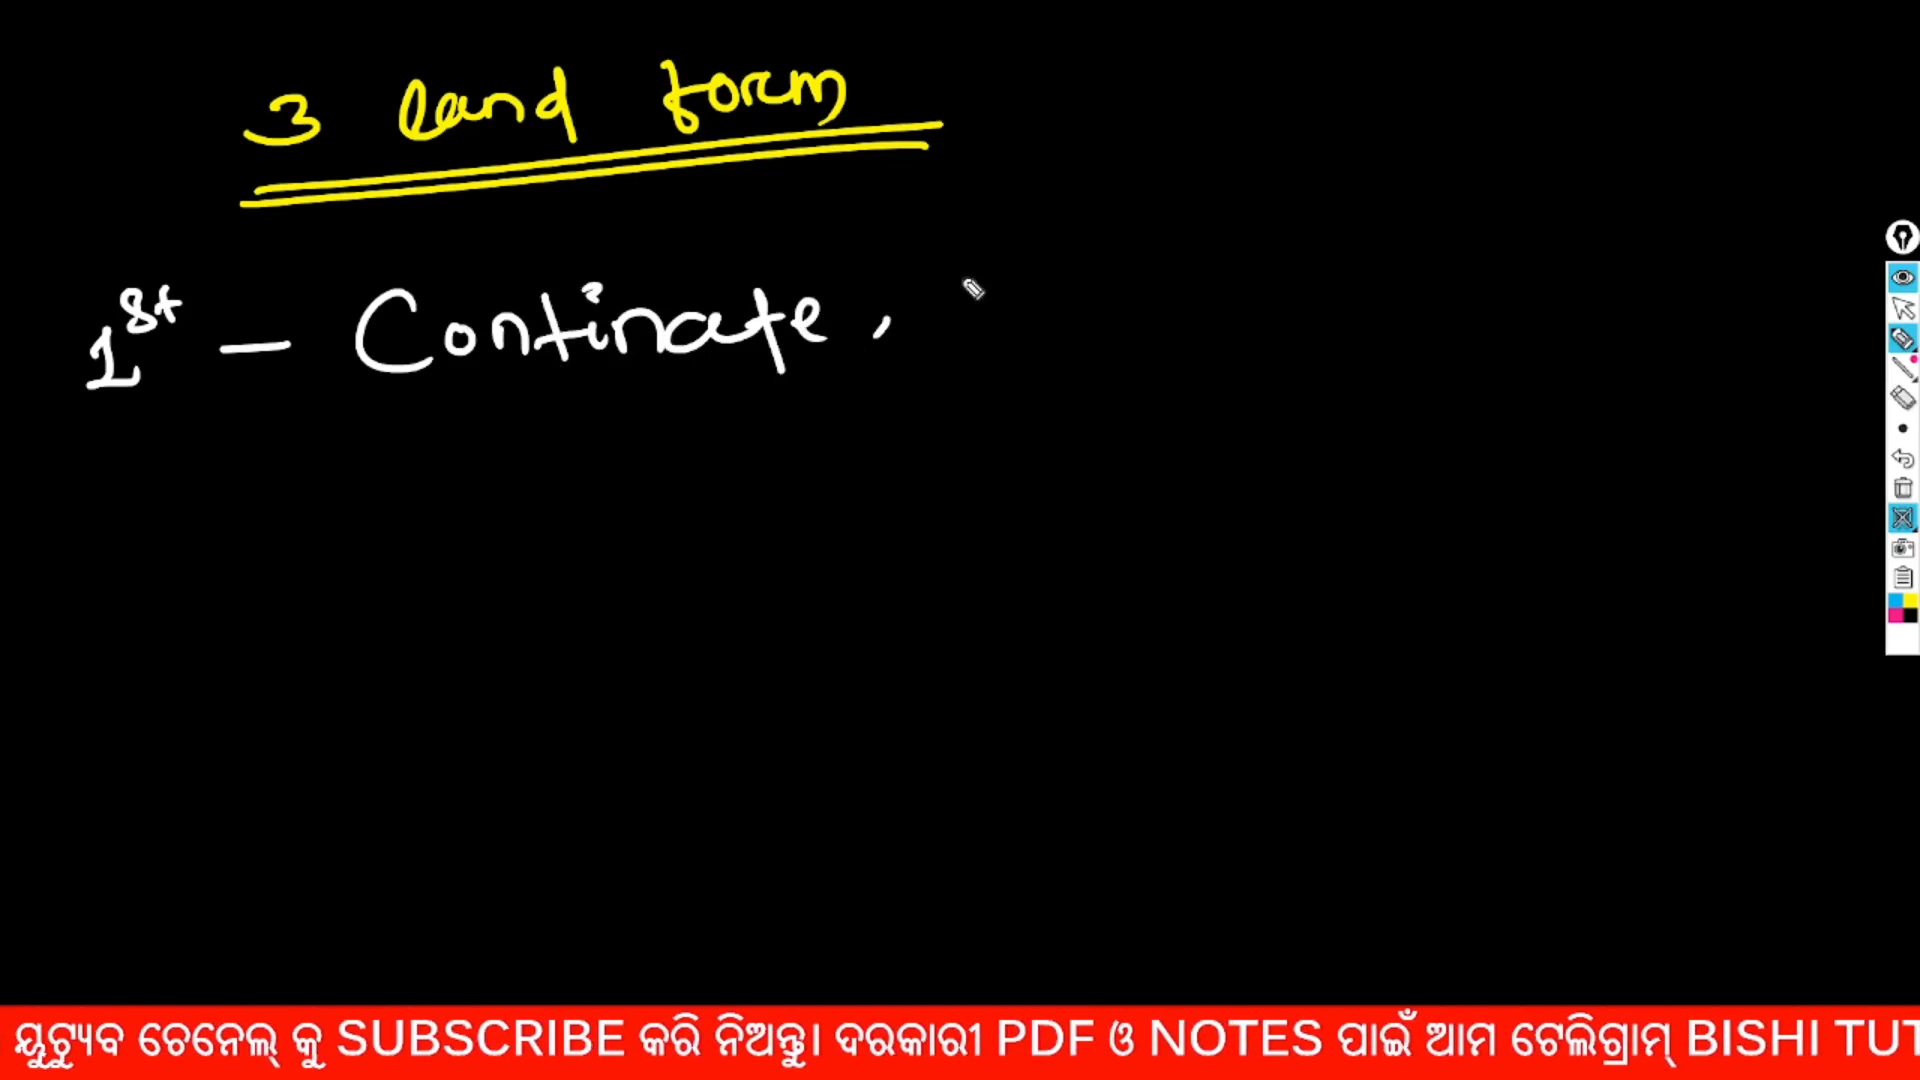 3 land form
1st - Continate,
ୟୁଟ୍ୟୁବ ଚେନେଲ୍ କୁ SUBSCRIBE କରି ନିଅନ୍ତୁ। ଦରକାରୀ PDF ଓ NOTES ପାଇଁ ଆମ ଟେଲିଗ୍ରାମ୍ BISHI TUT